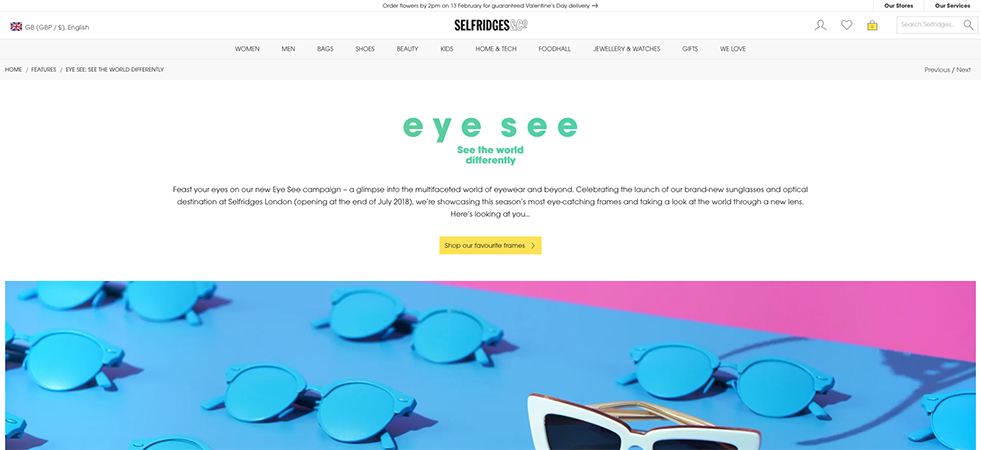 Order flowers by 2pm on 13 February for guaranteed Valentine's Day delivery →
Our Stores
Our Services
GB (GBP / £), English
SELFRIDGES&CO
Search Selfridges...
WOMEN MEN BAGS SHOES BEAUTY KIDS HOME & TECH FOODHALL JEWELLERY & WATCHES GIFTS WE LOVE
HOME / FEATURES / EYE SEE: SEE THE WORLD DIFFERENTLY
Previous / Next
eye see
See the world
differently
Feast your eyes on our new Eye See campaign – a glimpse into the multifaceted world of eyewear and beyond. Celebrating the launch of our brand-new sunglasses and optical
destination at Selfridges London (opening at the end of July 2018), we're showcasing this season's most eye-catching frames and taking a look at the world through a new lens.
Here's looking at you...
Shop our favourite frames >